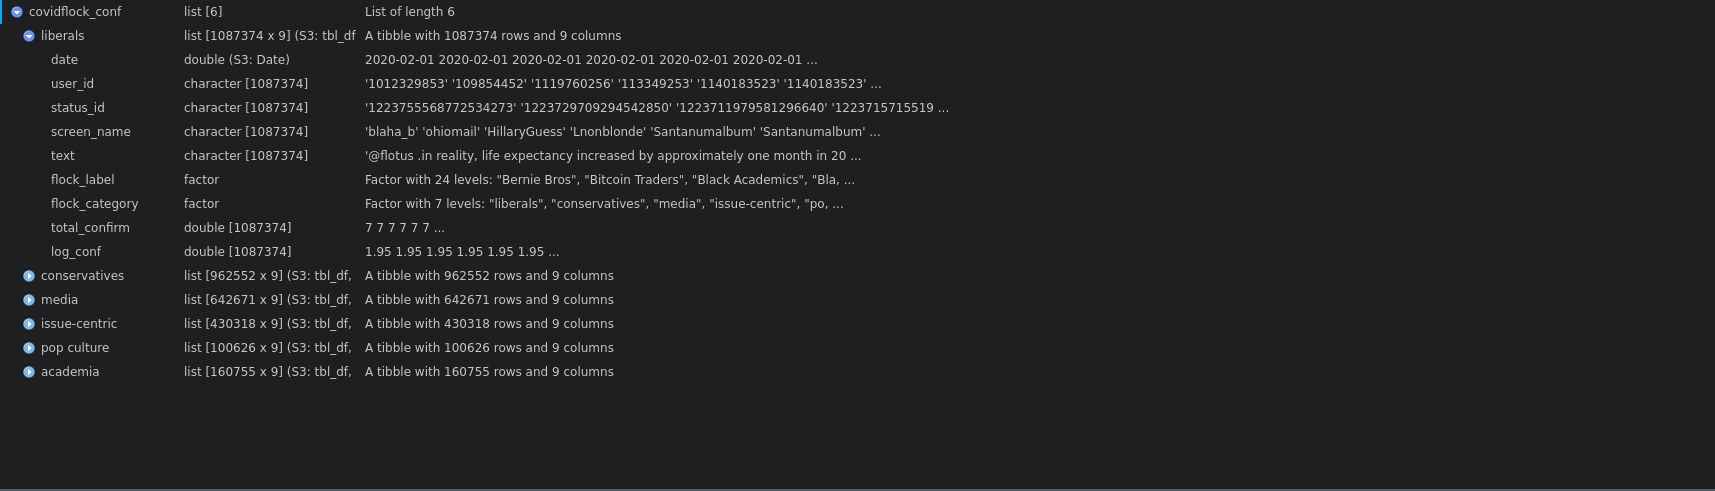 covidflock_conf list [6] List of length 6
liberals list [1087374 x 9] (S3: tbl_df A tibble with 1087374 rows and 9 columns
date double (S3: Date) 2020-02-01 2020-02-01 2020-02-01 2020-02-01 2020-02-01 2020-02-01 ...
user_id character [1087374] '1012329853' '109854452' '1119760256' '113349253' '1140183523' '1140183523' ...
status_id character [1087374] '1223755568772534273' '1223729709294542850' '1223711979581296640' '1223715715519 ...
screen_name character [1087374] 'blaha_b' 'ohiomail' 'HillaryGuess' 'Lnonblonde' 'Santanumalbum' 'Santanumalbum' ...
text character [1087374] '@flotus .in reality, life expectancy increased by approximately one month in 20 ...
flock_label factor Factor with 24 levels: "Bernie Bros", "Bitcoin Traders", "Black Academics", "Bla, ...
flock_category factor Factor with 7 levels: "liberals", "conservatives", "media", "issue-centric", "po, ...
total_confirm double [1087374] 7 7 7 7 7 7 ...
log_conf double [1087374] 1.95 1.95 1.95 1.95 1.95 1.95 ...
conservatives list [962552 x 9] (S3: tbl_df, A tibble with 962552 rows and 9 columns
media list [642671 x 9] (S3: tbl_df, A tibble with 642671 rows and 9 columns
issue-centric list [430318 x 9] (S3: tbl_df, A tibble with 430318 rows and 9 columns
pop culture list [100626 x 9] (S3: tbl_df, A tibble with 100626 rows and 9 columns
academia list [160755 x 9] (S3: tbl_df, A tibble with 160755 rows and 9 columns